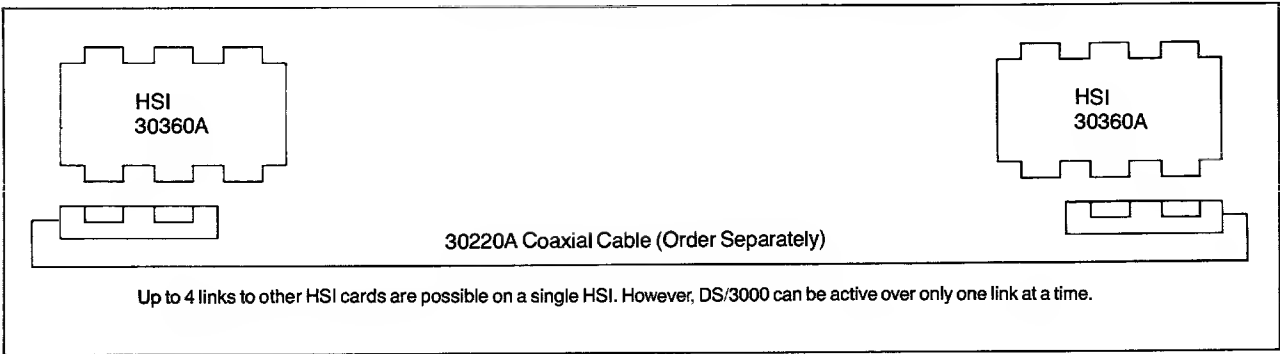 HSI
30360A
HSI
30360A
30220A Coaxial Cable (Order Separately)
Up to 4 links to other HSI cards are possible on a single HSI. However, DS/3000 can be active over only one link at a time.